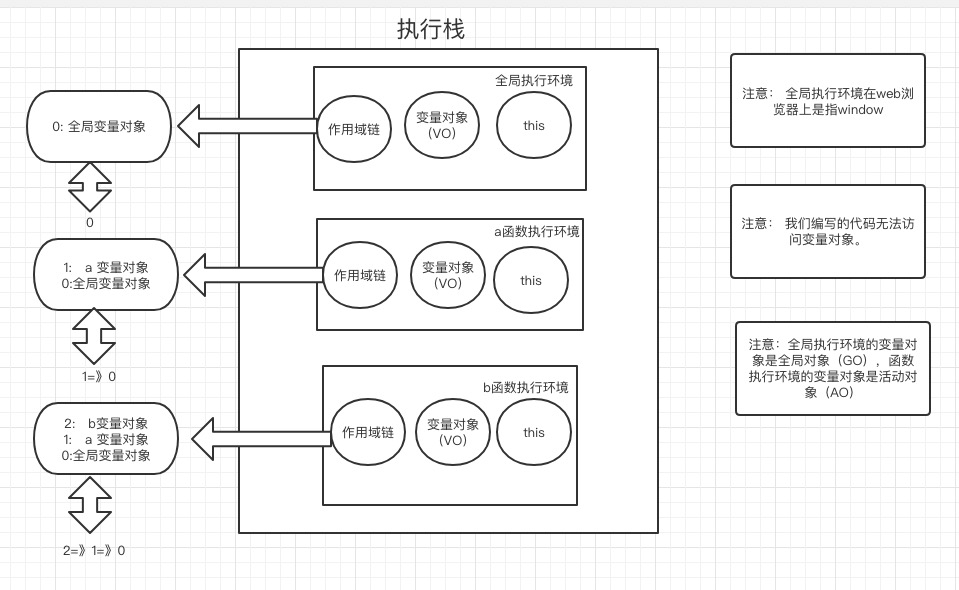 执行栈
全局执行环境
作用域链
变量对象
(VO)
this
0: 全局变量对象
0
a函数执行环境
作用域链
变量对象
(VO)
this
1: a 变量对象
0:全局变量对象
1=》0
b函数执行环境
作用域链
变量对象
(VO)
this
2: b变量对象
1: a 变量对象
0:全局变量对象
2=》1=》0
注意： 全局执行环境在web浏
览器上是指window
注意： 我们编写的代码无法访
问变量对象。
注意：全局执行环境的变量对
象是全局对象（GO），函数
执行环境的变量对象是活动对
象（AO）